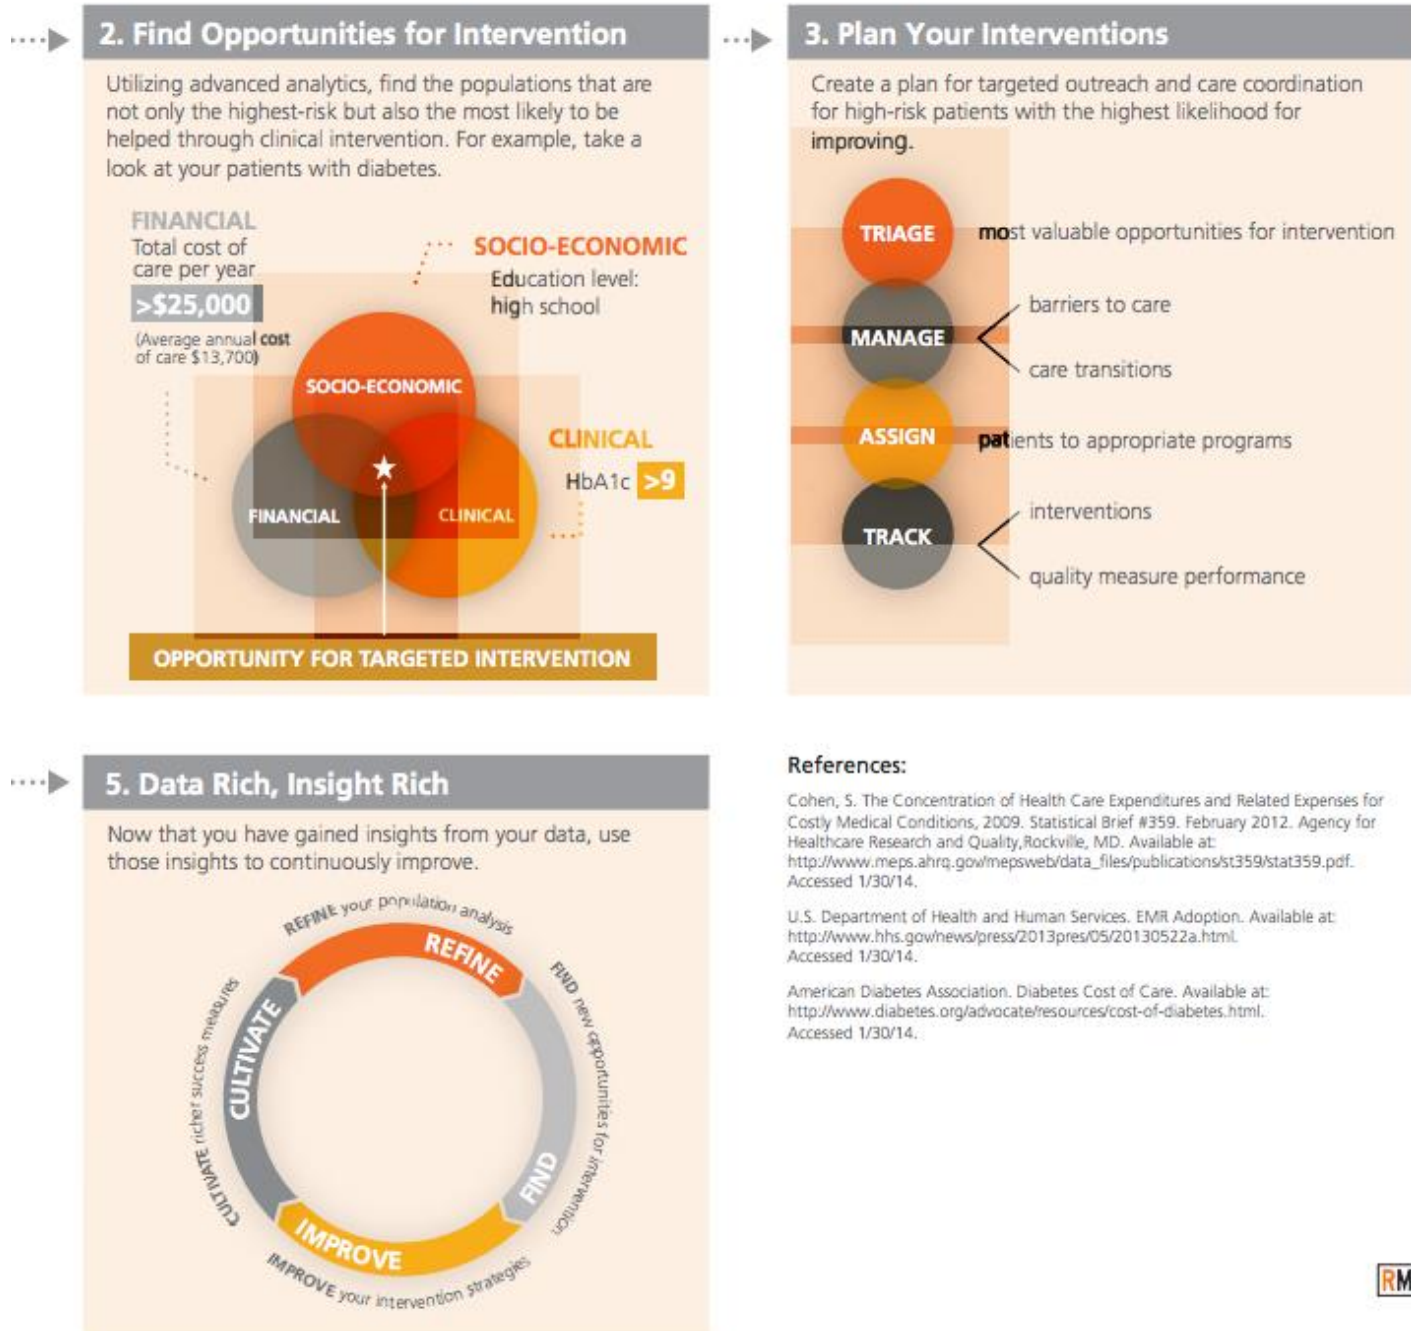 2. Find Opportunities for Intervention
Utilizing advanced analytics, find the populations that are
not only the highest-risk but also the most likely to be
helped through clinical intervention. For example, take a
look at your patients with diabetes.
FINANCIAL
Total cost of
care per year
>$25,000
(Average annual cost
of care $13,700)
SOCIO-ECONOMIC
Education level:
high school
CLINICAL
HbA1c >9
SOCIO-ECONOMIC
FINANCIAL
CLINICAL
OPPORTUNITY FOR TARGETED INTERVENTION
3. Plan Your Interventions
Create a plan for targeted outreach and care coordination
for high-risk patients with the highest likelihood for
improving.
TRIAGE most valuable opportunities for intervention
MANAGE
barriers to care
care transitions
ASSIGN patients to appropriate programs
TRACK
interventions
quality measure performance
5. Data Rich, Insight Rich
Now that you have gained insights from your data, use
those insights to continuously improve.
REFINE your population analysis
REFINE
FIND new opportunities for intervention
FIND
IMPROVE
IMPROVE your intervention strategies
CULTIVATE
CULTIVATE richer success measures
References:
Cohen, S. The Concentration of Health Care Expenditures and Related Expenses for
Costly Medical Conditions, 2009. Statistical Brief #359. February 2012. Agency for
Healthcare Research and Quality,Rockville, MD. Available at:
http://www.meps.ahrq.gov/mepsweb/data_files/publications/st359/stat359.pdf.
Accessed 1/30/14.
U.S. Department of Health and Human Services. EMR Adoption. Available at:
http://www.hhs.gov/news/press/2013pres/05/20130522a.html.
Accessed 1/30/14.
American Diabetes Association. Diabetes Cost of Care. Available at:
http://www.diabetes.org/advocate/resources/cost-of-diabetes.html.
Accessed 1/30/14.
RM